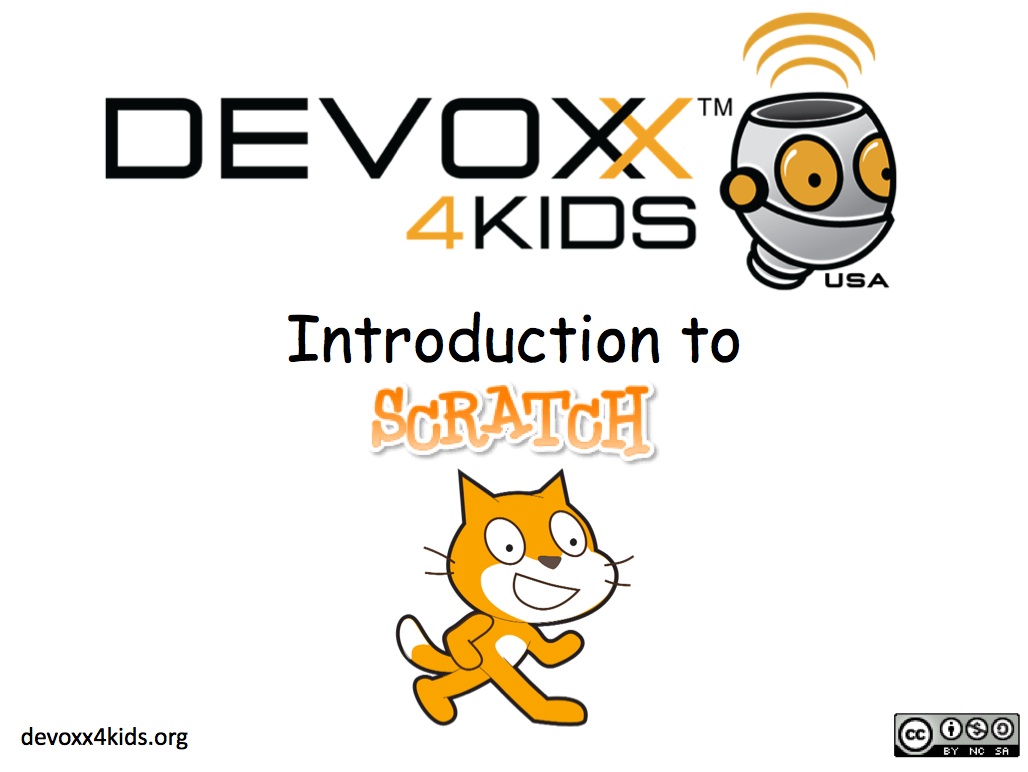 DEVOXX™
4KIDS
USA
Introduction to
SCRATCH
devoxx4kids.org
cc
BY NC SA